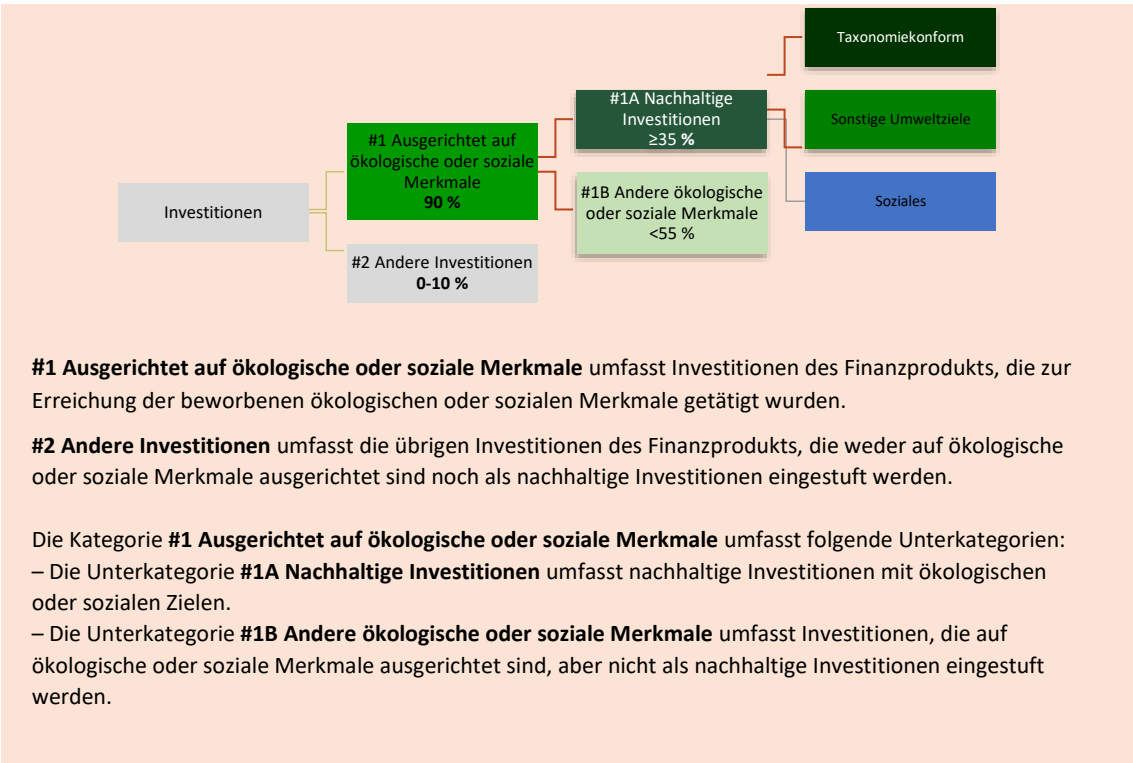 Taxonomiekonform
#1A Nachhaltige
Investitionen
≥35 %
Sonstige Umweltziele
#1 Ausgerichtet auf
ökologische oder soziale
Merkmale
90 %
#1B Andere ökologische
oder soziale Merkmale
<55 %
Soziales
Investitionen
#2 Andere Investitionen
0-10 %
#1 Ausgerichtet auf ökologische oder soziale Merkmale umfasst Investitionen des Finanzprodukts, die zur
Erreichung der beworbenen ökologischen oder sozialen Merkmale getätigt wurden.
#2 Andere Investitionen umfasst die übrigen Investitionen des Finanzprodukts, die weder auf ökologische
oder soziale Merkmale ausgerichtet sind noch als nachhaltige Investitionen eingestuft werden.
Die Kategorie #1 Ausgerichtet auf ökologische oder soziale Merkmale umfasst folgende Unterkategorien:
– Die Unterkategorie #1A Nachhaltige Investitionen umfasst nachhaltige Investitionen mit ökologischen
oder sozialen Zielen.
– Die Unterkategorie #1B Andere ökologische oder soziale Merkmale umfasst Investitionen, die auf
ökologische oder soziale Merkmale ausgerichtet sind, aber nicht als nachhaltige Investitionen eingestuft
werden.